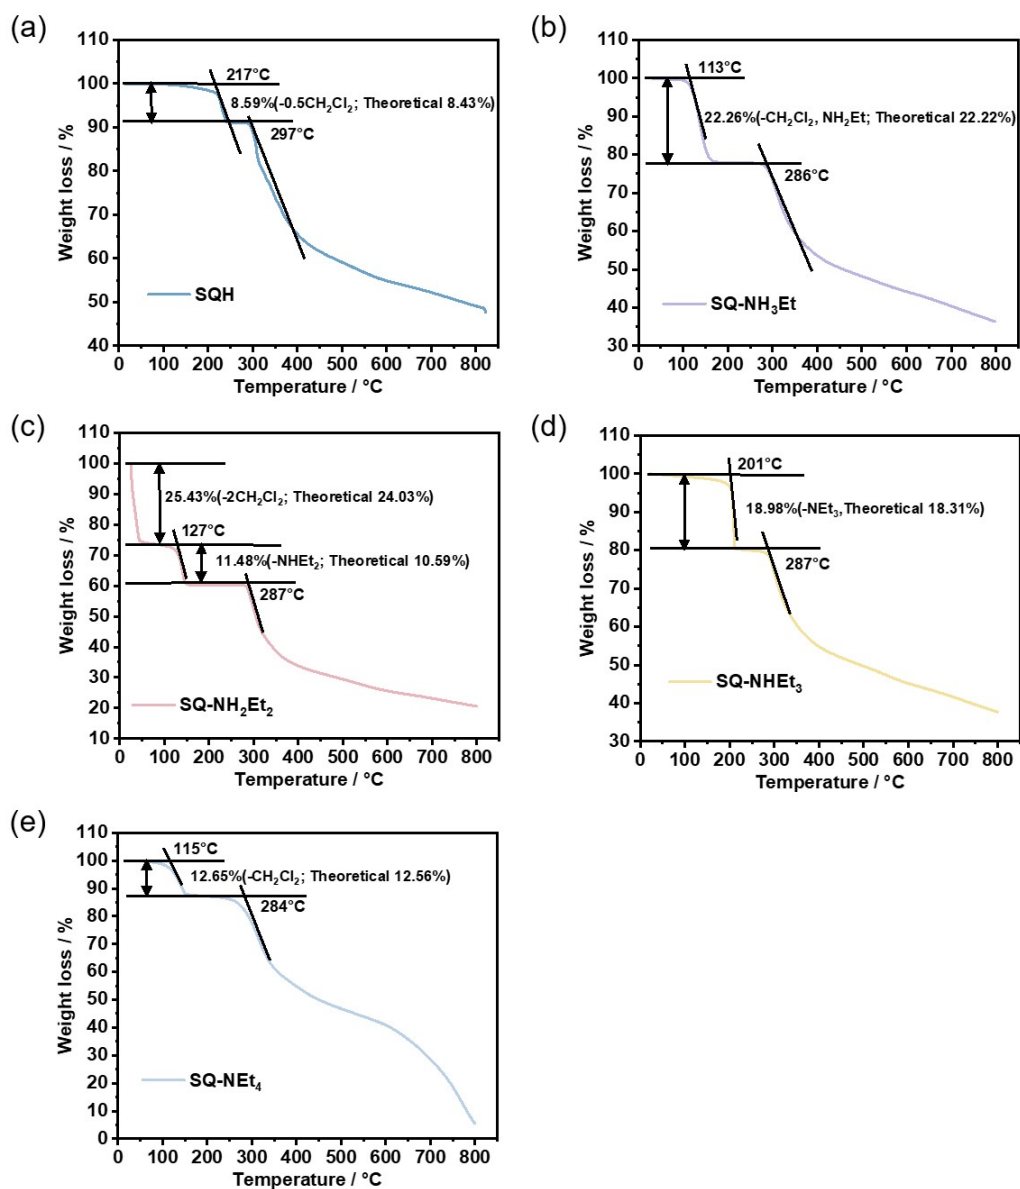 (a)
110
100
90
80
70
60
50
40
Weight loss / %
217°C
8.59%(-0.5CH₂Cl₂; Theoretical 8.43%)
297°C
SQH
0 100 200 300 400 500 600 700 800
Temperature / °C
(b)
110
100
90
80
70
60
50
40
30
Weight loss / %
113°C
22.26%(-CH₂Cl₂, NH₂Et; Theoretical 22.22%)
286°C
SQ-NH₃Et
0 100 200 300 400 500 600 700 800
Temperature / °C
(c)
110
100
90
80
70
60
50
40
30
20
10
Weight loss / %
25.43%(-2CH₂Cl₂; Theoretical 24.03%)
127°C
11.48%(-NHEt₂; Theoretical 10.59%)
287°C
SQ-NH₂Et₂
0 100 200 300 400 500 600 700 800
Temperature / °C
(d)
110
100
90
80
70
60
50
40
30
Weight loss / %
201°C
18.98%(-NEt₃,Theoretical 18.31%)
287°C
SQ-NHEt₃
0 100 200 300 400 500 600 700 800
Temperature / °C
(e)
110
100
90
80
70
60
50
40
30
20
10
0
Weight loss / %
115°C
12.65%(-CH₂Cl₂; Theoretical 12.56%)
284°C
SQ-NEt₄
0 100 200 300 400 500 600 700 800
Temperature / °C